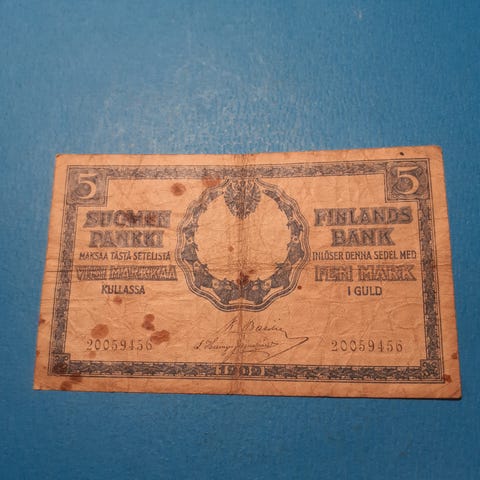 5
5
SUOMEN
PANKKI
MAKSAA TÄSTÄ SETELISTÄ
VIISI MARKKAA
KULLASSA
FINLANDS
BANK
INLÖSER DENNA SEDEL MED
FEM MARK
I GULD
20059456
20059456
1909